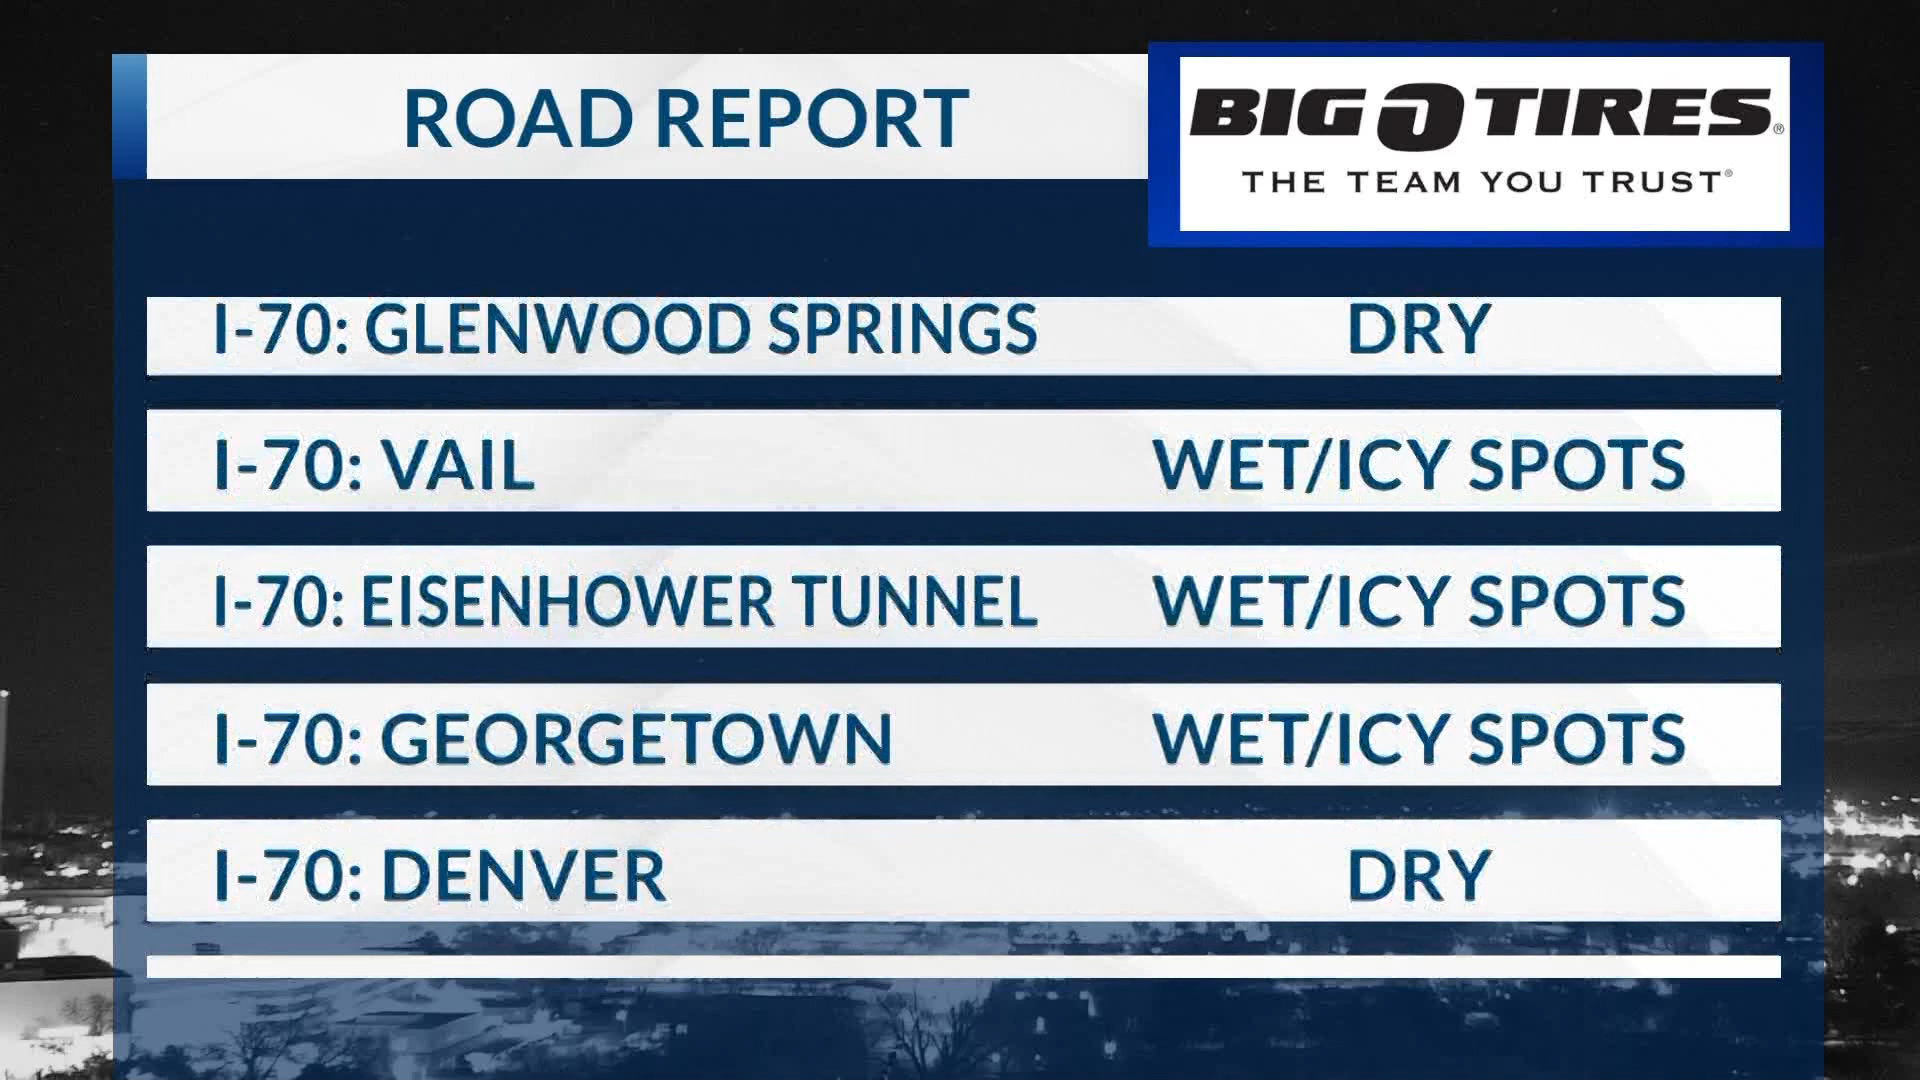 ROAD REPORT
BIG O TIRES®
THE TEAM YOU TRUST®
I-70: GLENWOOD SPRINGS DRY
I-70: VAIL WET/ICY SPOTS
I-70: EISENHOWER TUNNEL WET/ICY SPOTS
I-70: GEORGETOWN WET/ICY SPOTS
I-70: DENVER DRY